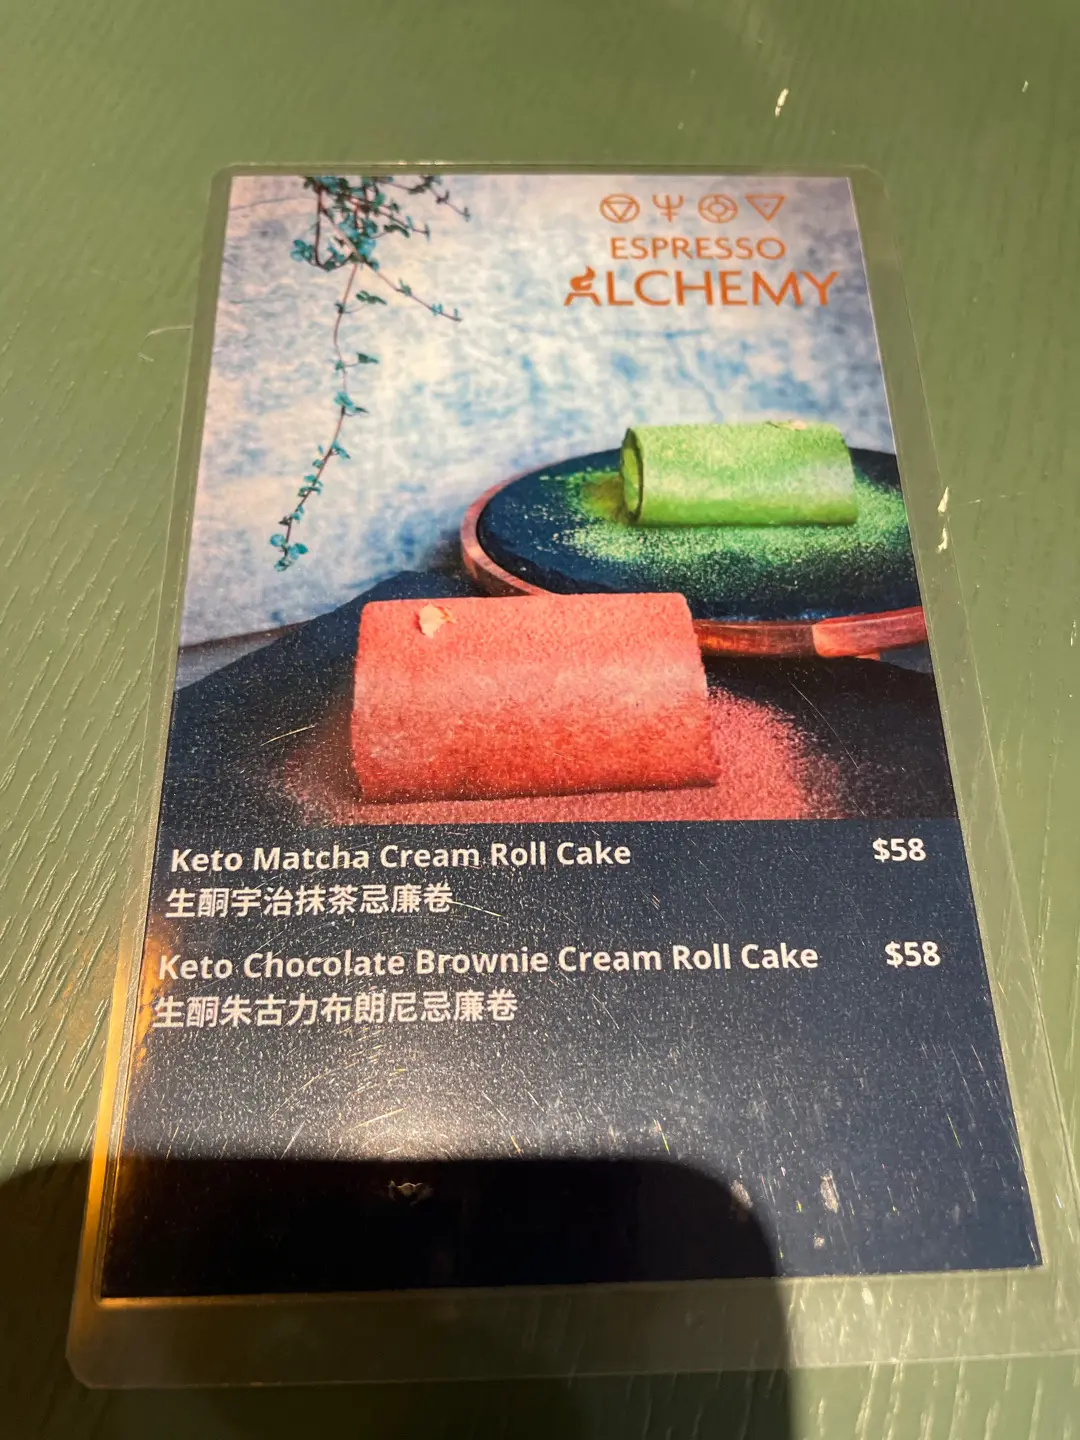 ESPRESSO
ALCHEMY
Keto Matcha Cream Roll Cake $58
生酮宇治抹茶忌廉卷
Keto Chocolate Brownie Cream Roll Cake $58
生酮朱古力布朗尼忌廉卷